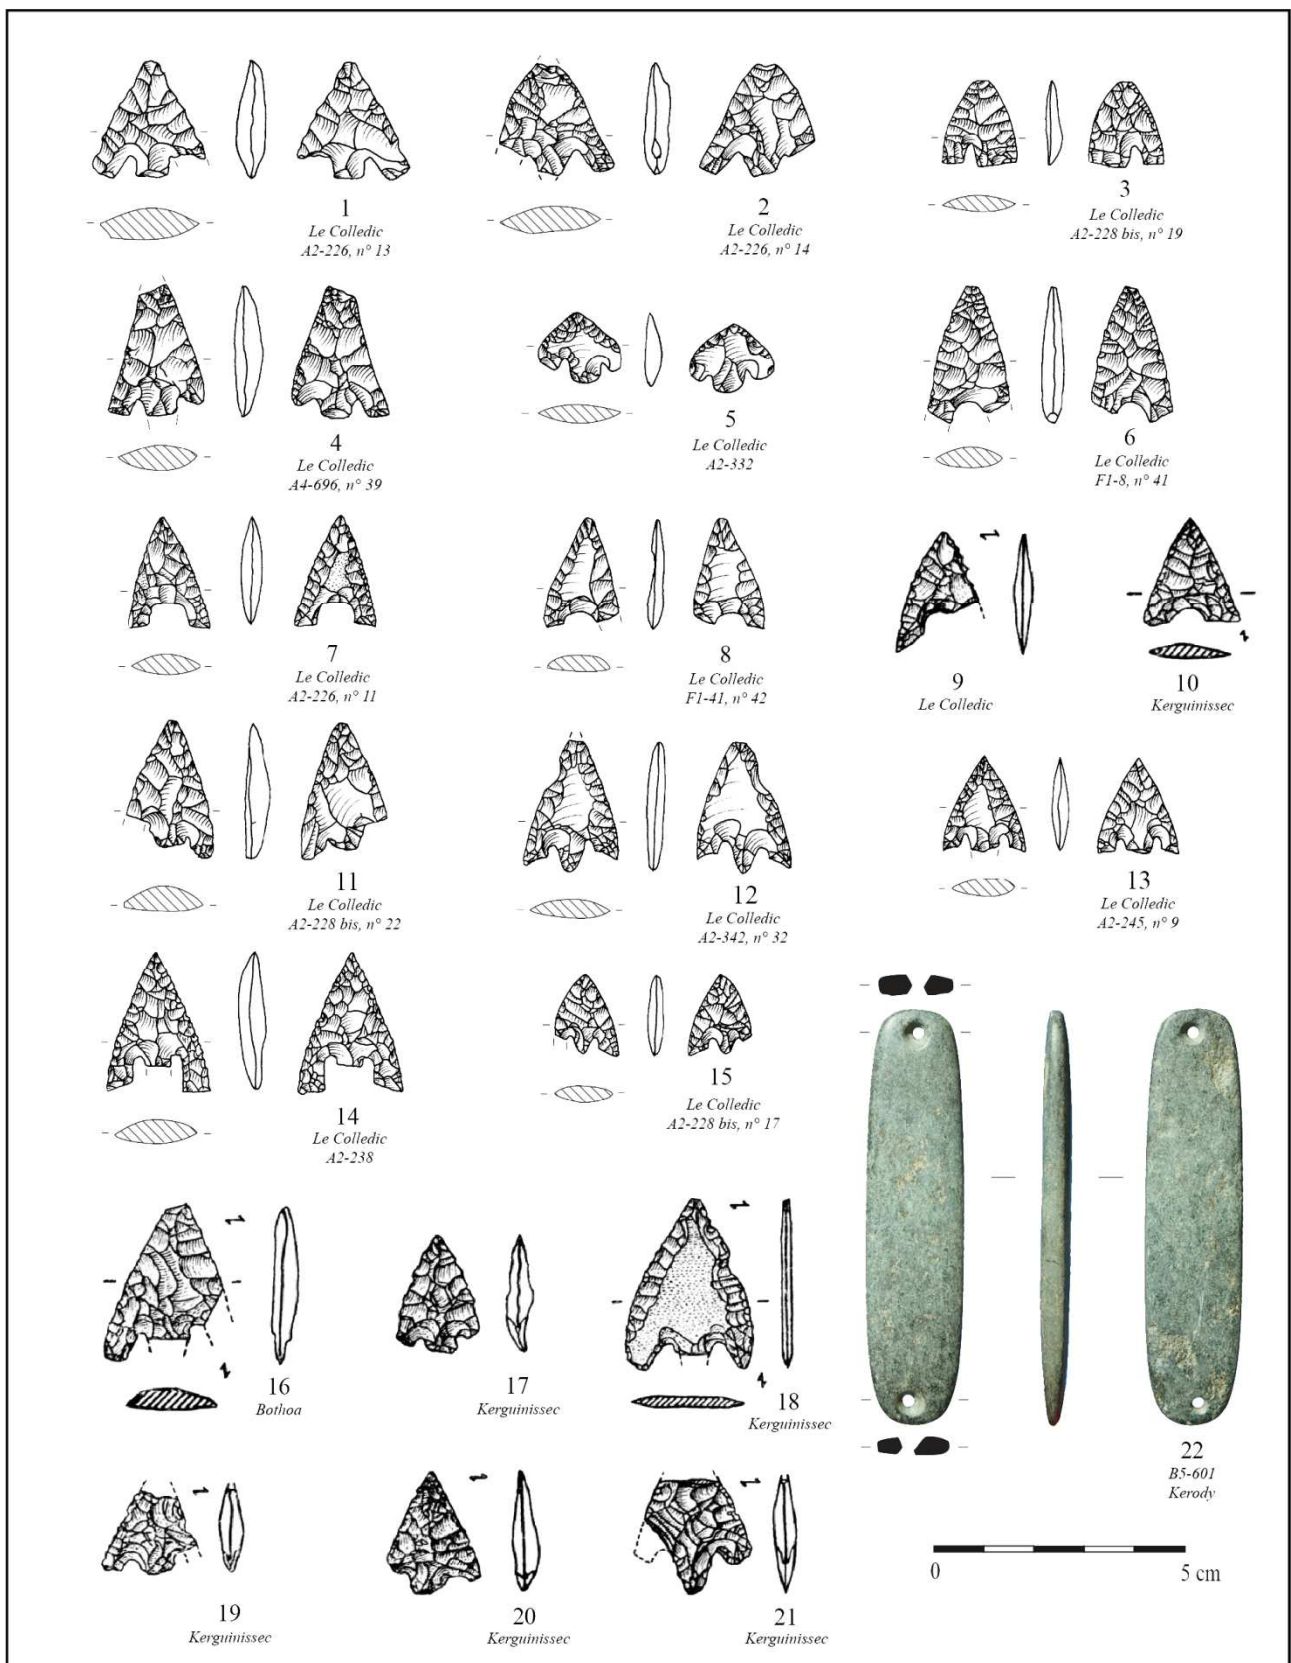 1
Le Colledic
A2-226, n° 13
2
Le Colledic
A2-226, n° 14
3
Le Colledic
A2-228 bis, n° 19
4
Le Colledic
A4-696, n° 39
5
Le Colledic
A2-332
6
Le Colledic
F1-8, n° 41
7
Le Colledic
A2-226, n° 11
8
Le Colledic
F1-41, n° 42
9
Le Colledic
10
Kerguinissec
11
Le Colledic
A2-228 bis, n° 22
12
Le Colledic
A2-342, n° 32
13
Le Colledic
A2-245, n° 9
14
Le Colledic
A2-238
15
Le Colledic
A2-228 bis, n° 17
16
Bothoa
17
Kerguinissec
18
Kerguinissec
19
Kerguinissec
20
Kerguinissec
21
Kerguinissec
22
B5-601
Kerody
0 5 cm